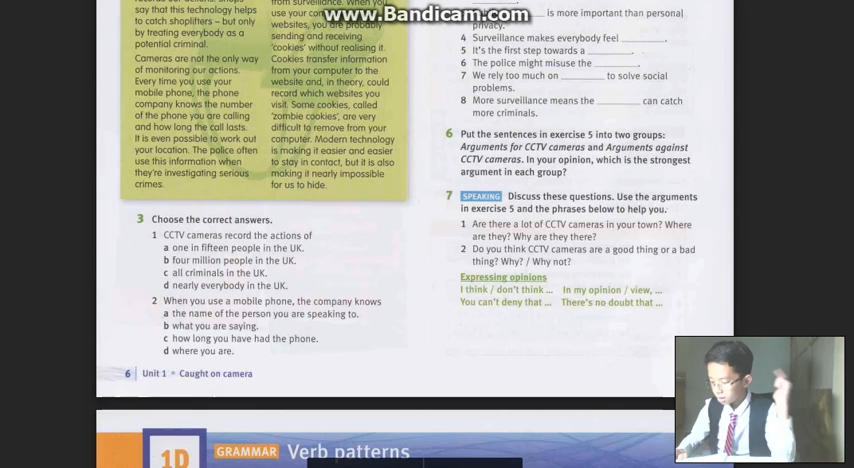 www.Bandicam.com
say that this technology
helps
to catch shoplifters – but only
by treating everybody as a
potential criminal.
Cameras are not the only way
of monitoring our actions.
Every time you use your
mobile phone, the phone
company knows the number
of the phone you are calling
and how long the call lasts.
It is even possible to work out
your location. The police often
use this information when
they're investigating serious
crimes.
from surveillance. When you
use your
websites, you are probably
sending and receiving
'cookies' without realising it.
Cookies transfer information
from your computer to the
website and, in theory, could
record which websites you
visit. Some cookies, called
'zombie cookies', are very
difficult to remove from your
computer. Modern technology
is making it easier and easier
to stay in contact, but it is also
making it nearly impossible
for us to hide.
3 Choose the correct answers.
1 CCTV cameras record the actions of
a one in fifteen people in the UK.
b four million people in the UK.
c all criminals in the UK.
d nearly everybody in the UK.
2 When you use a mobile phone, the company knows
a the name of the person you are speaking to.
b what you are saying.
c how long you have had the phone.
d where you are.
6 Unit 1 • Caught on camera
is more important than personal
privacy.
4 Surveillance makes everybody feel ________.
5 It's the first step towards a ________.
6 The police might misuse the ________.
7 We rely too much on ________ to solve social
problems.
8 More surveillance means the ________ can catch
more criminals.
6 Put the sentences in exercise 5 into two groups:
Arguments for CCTV cameras and Arguments against
CCTV cameras. In your opinion, which is the strongest
argument in each group?
7 SPEAKING Discuss these questions. Use the arguments
in exercise 5 and the phrases below to help you.
1 Are there a lot of CCTV cameras in your town? Where
are they? Why are they there?
2 Do you think CCTV cameras are a good thing or a bad
thing? Why? / Why not?
Expressing opinions
I think / don't think ... In my opinion / view, ...
You can't deny that ... There's no doubt that ...
1D GRAMMAR Verb patterns